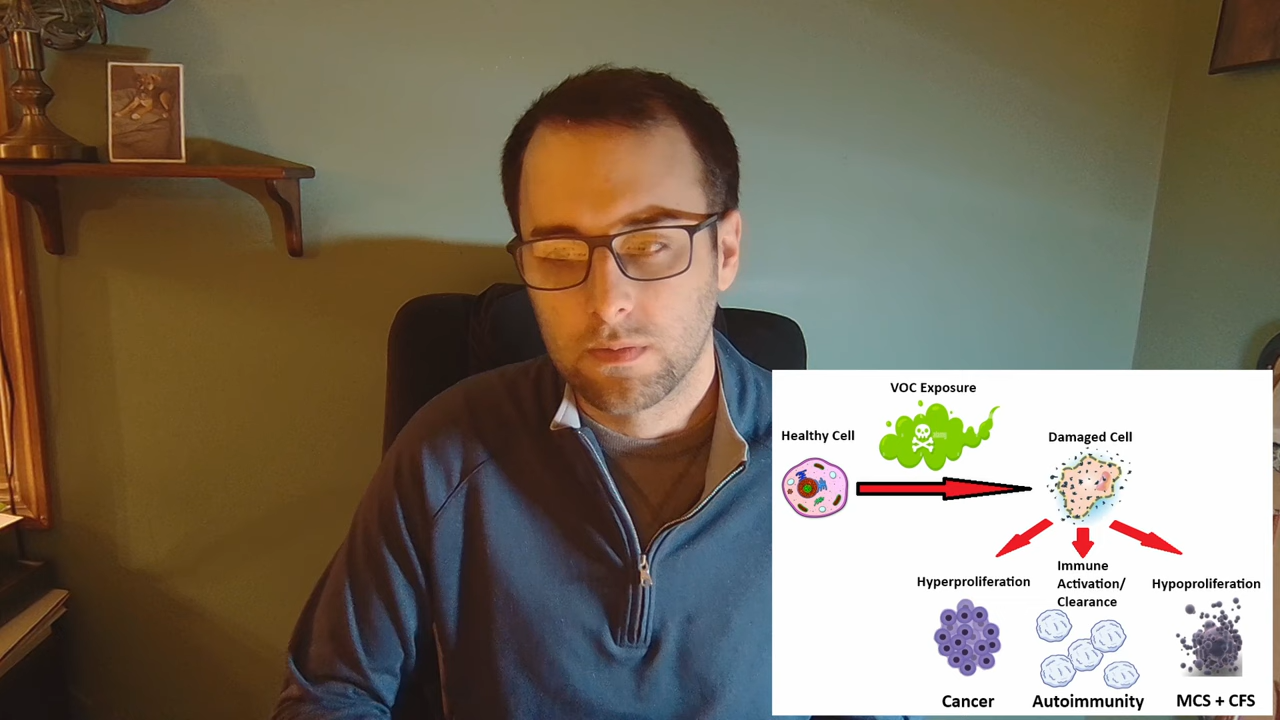 VOC Exposure
Healthy Cell
Damaged Cell
Hyperproliferation
Immune
Activation/
Clearance
Hypoproliferation
Cancer
Autoimmunity
MCS + CFS